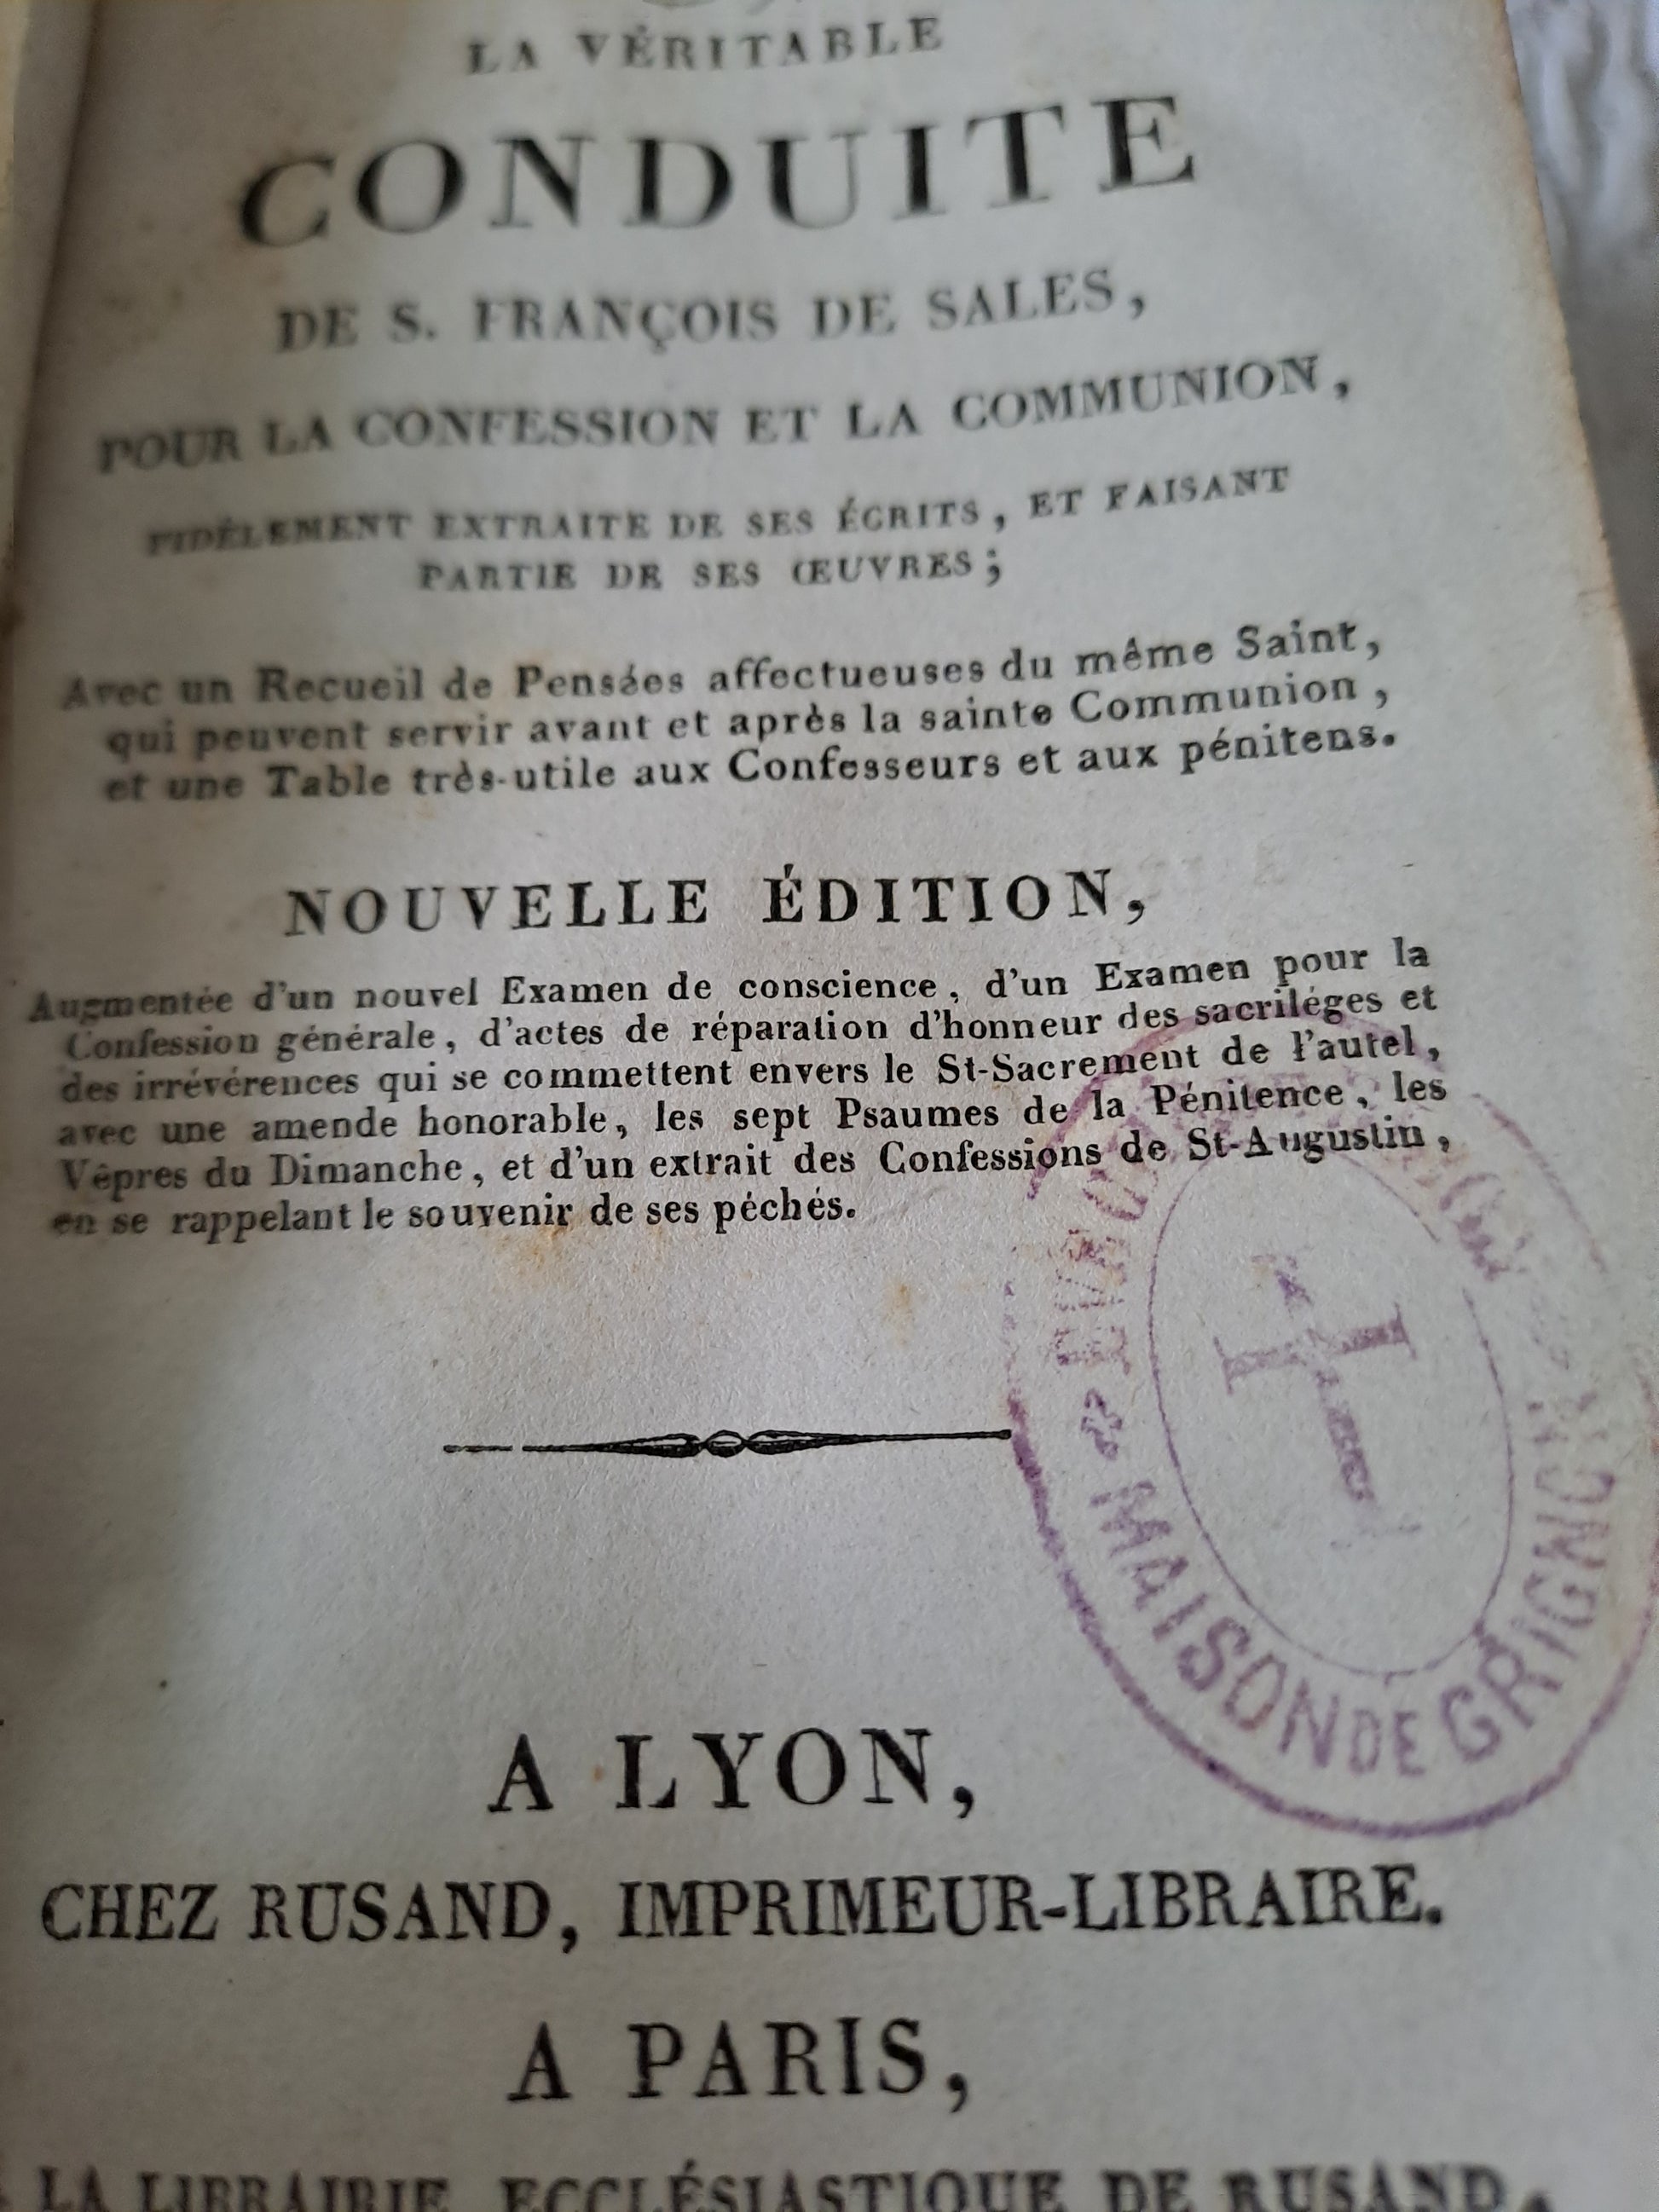 LA VÉRITABLE
CONDUITE
DE S. FRANÇOIS DE SALES,
POUR LA CONFESSION ET LA COMMUNION,
FIDÈLEMENT EXTRAITE DE SES ÉCRITS, ET FAISANT
PARTIE DE SES ŒUVRES;
Avec un Recueil de Pensées affectueuses du même Saint,
qui peuvent servir avant et après la sainte Communion,
et une Table très-utile aux Confesseurs et aux pénitens.
NOUVELLE ÉDITION,
Augmentée d'un nouvel Examen de conscience, d'un Examen pour la
Confession générale, d'actes de réparation d'honneur des sacriléges et
des irrévérences qui se commettent envers le St-Sacrement de l'autel,
avec une amende honorable, les sept Psaumes de la Pénitence, les
Vêpres du Dimanche, et d'un extrait des Confessions de St-Augustin,
en se rappelant le souvenir de ses péchés.
MAISON DE
A LYON,
CHEZ RUSAND, IMPRIMEUR-LIBRAIRE.
A PARIS,
LA LIBRAIRIE ECCLÉSIASTIQUE DE RUSAND,